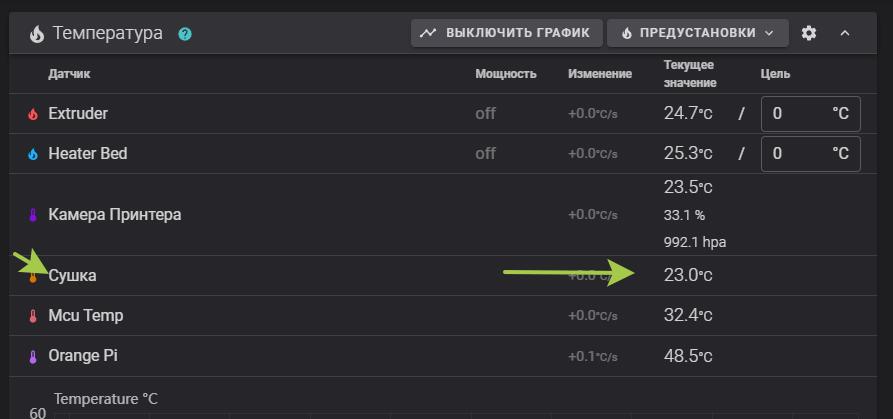 Температура ?
ВЫКЛЮЧИТЬ ГРАФИК ПРЕДУСТАНОВКИ
Датчик Мощность Изменение Текущее значение Цель
Extruder off +0.0°C/s 24.7°C / 0 °C
Heater Bed off +0.0°C/s 25.3°C / 0 °C
23.5°C
Камера Принтера +0.0°C/s 33.1 %
992.1 hpa
Сушка +0.0°C/s 23.0°C
Mcu Temp +0.0°C/s 32.4°C
Orange Pi +0.1°C/s 48.5°C
Temperature °C
60